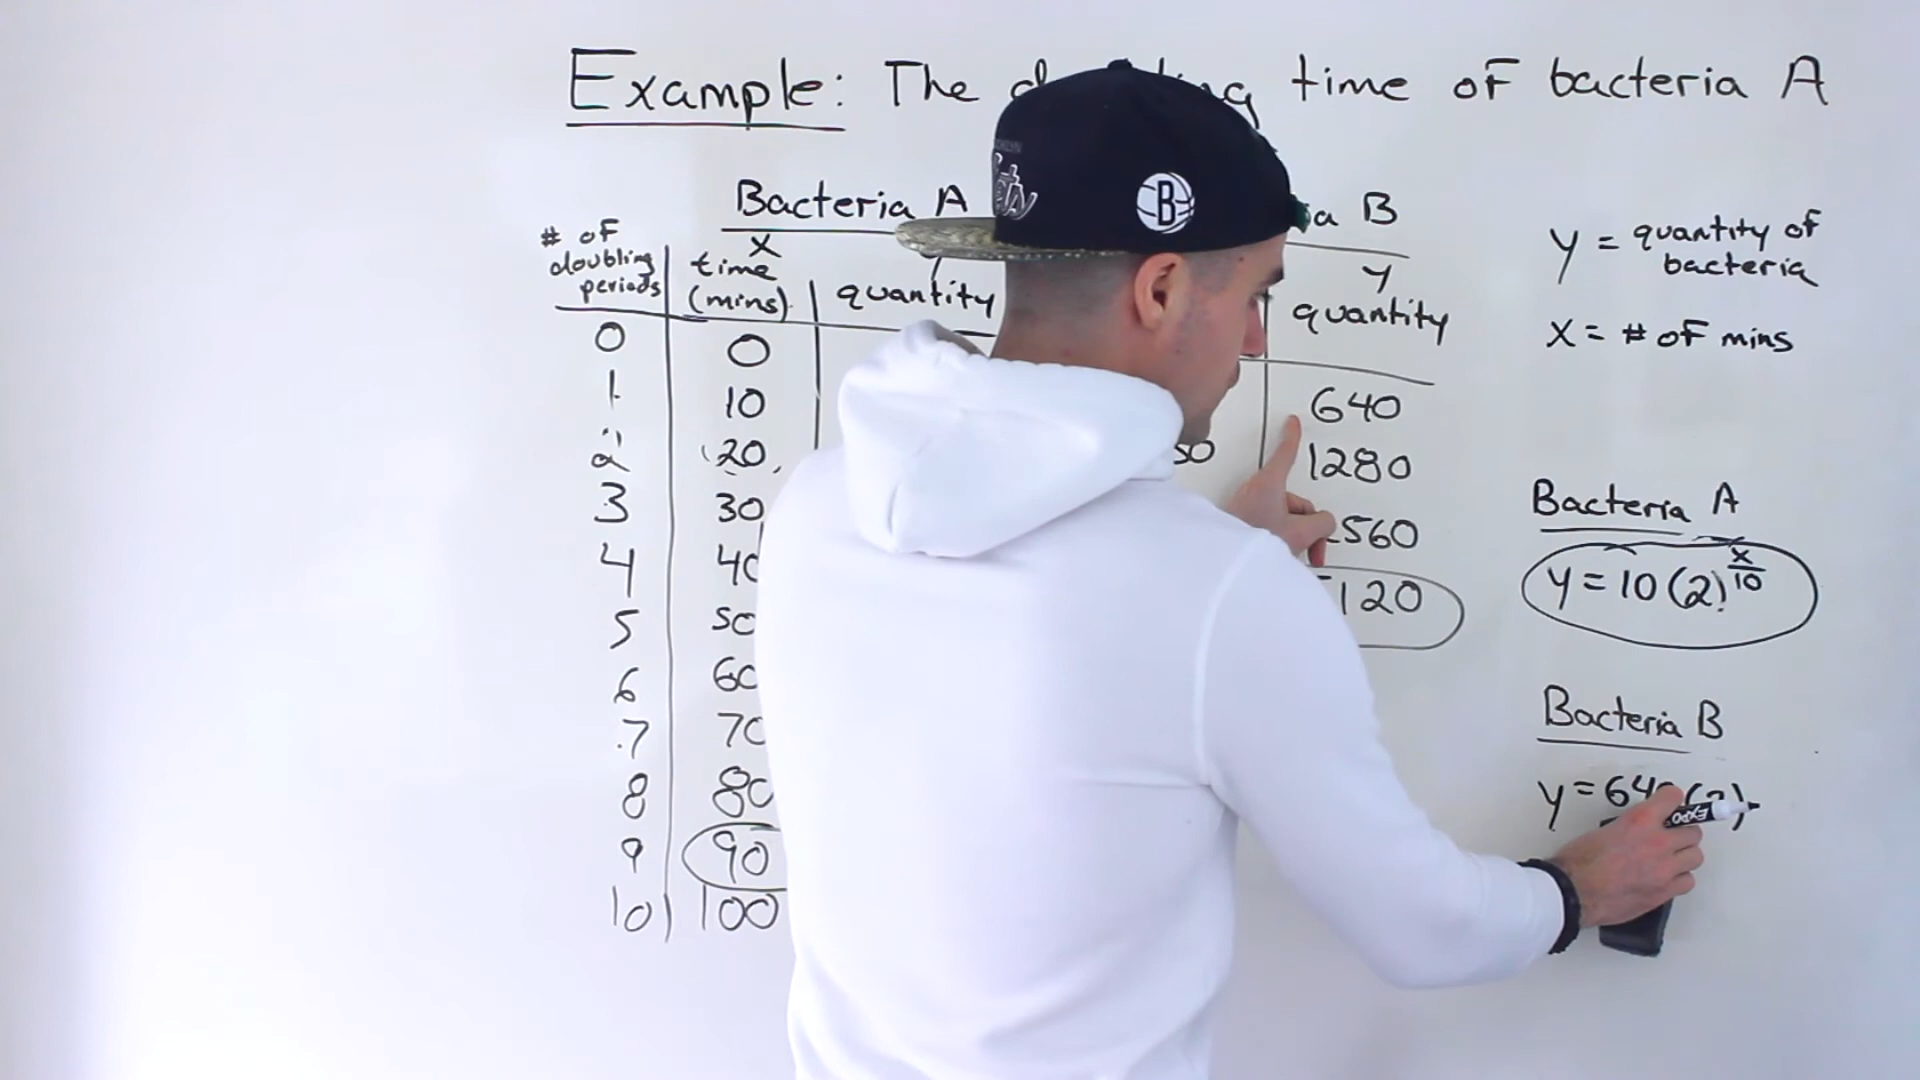 Example: The time of bacteria A
Bacteria A
B
# of doubling periods
x
time (mins)
quantity
y
quantity
0 0
1 10 640
2 20 1280
3 30 560
4 40 120
5 50
6 60
7 70
8 80
9 90
10 100
y = quantity of bacteria
x = # of mins
Bacteria A
y = 10(2)^x/10
Bacteria B
y = 640(2)
B
EXPO